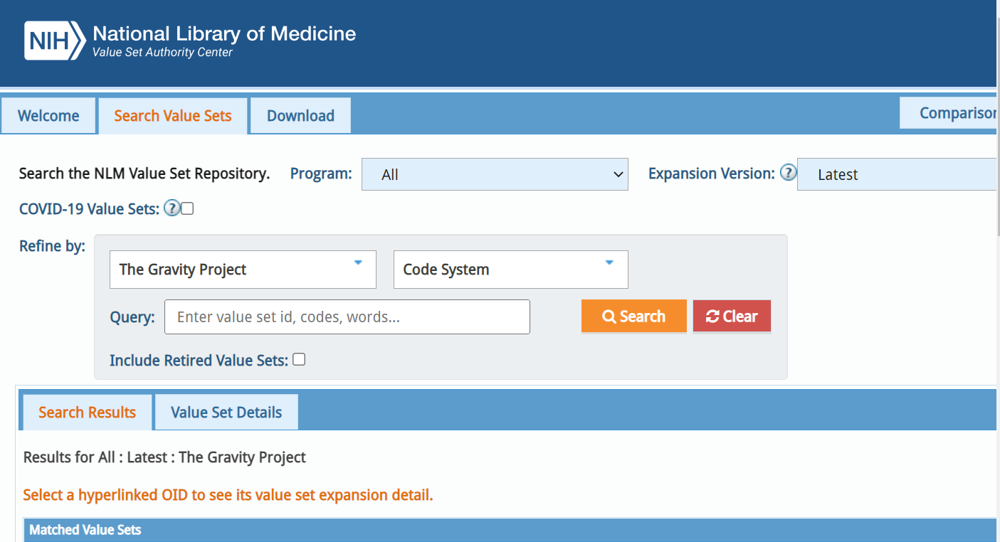 NIH National Library of Medicine
Value Set Authority Center
Welcome Search Value Sets Download
Search the NLM Value Set Repository. Program: All Expansion Version: ? Latest
COVID-19 Value Sets: ?
Refine by:
The Gravity Project Code System
Query: Enter value set id, codes, words... Search Clear
Include Retired Value Sets:
Search Results Value Set Details
Results for All : Latest : The Gravity Project
Select a hyperlinked OID to see its value set expansion detail.
Matched Value Sets